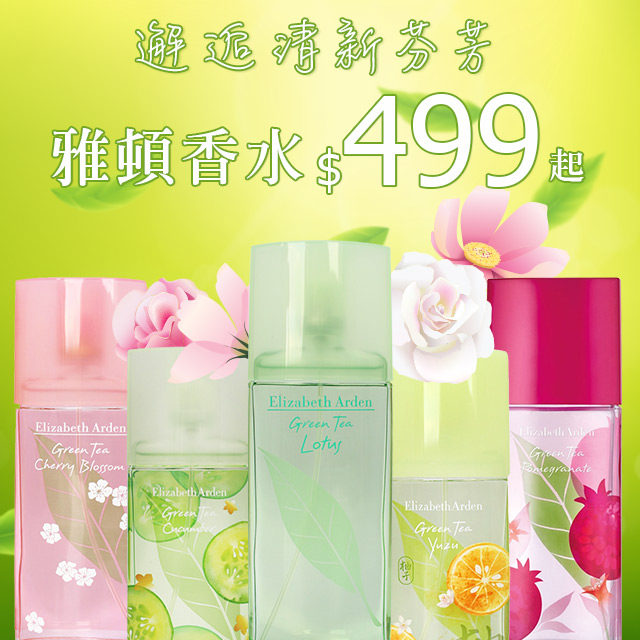 邂逅清新芬芳
雅頓香水$499起
Elizabeth Arden
Green Tea
Cherry Blossom
Elizabeth Arden
Green Tea
Cucumber
Elizabeth Arden
Green Tea
Lotus
Elizabeth Arden
Green Tea
Yuzu
柚子
Elizabeth Arden
Green Tea
Pomegranate